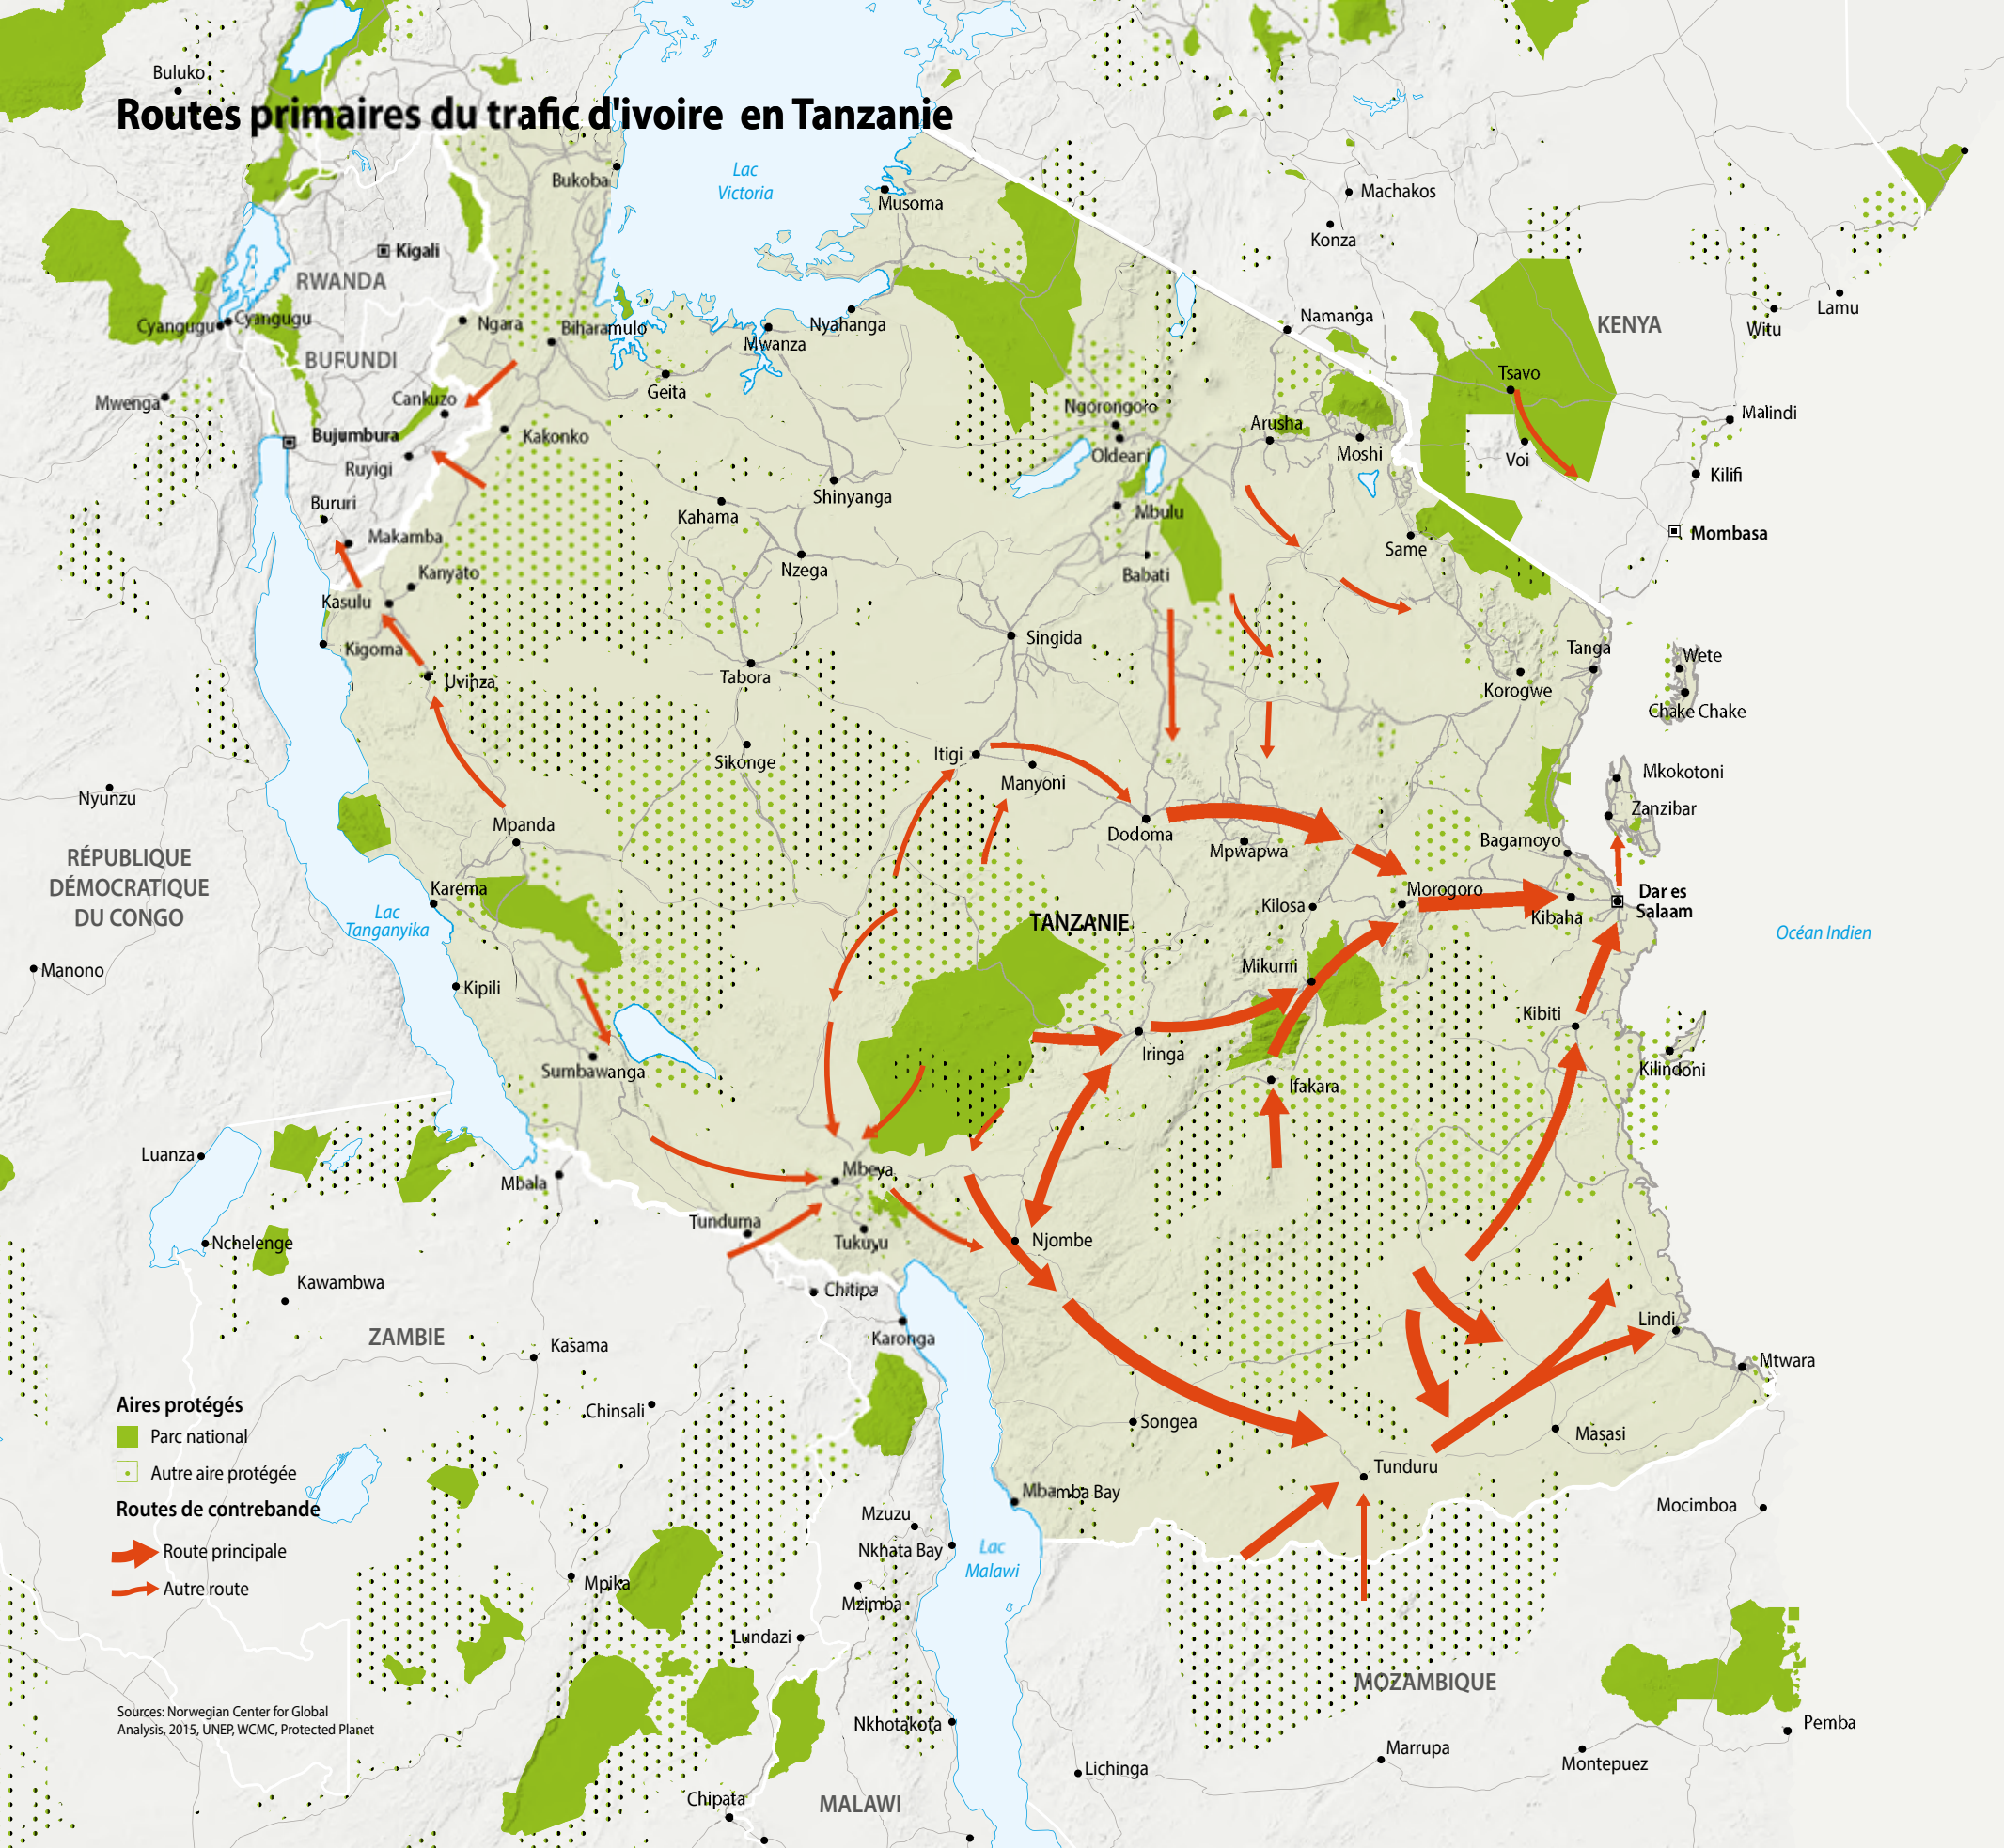 Routes primaires du trafic d'ivoire en Tanzanie
Buluko
Bukoba
Lac
Victoria
Musoma
Machakos
Konza
Kigali
RWANDA
Cyangugu
Cyangugu
BURUNDI
Ngara
Biharamulo
Mwanza
Nyahanga
Namanga
KENYA
Witu
Lamu
Mwenga
Cankuzo
Geita
Ngorongoro
Tsavo
Malindi
Bujumbura
Kakonko
Arusha
Oldeani
Moshi
Voi
Ruyigi
Kilifi
Bururi
Shinyanga
Kahama
Mbulu
Makamba
Same
Mombasa
Kanyato
Nzega
Babati
Kasulu
Kigoma
Singida
Tanga
Wete
Uvinza
Tabora
Korogwe
Chake Chake
Sikonge
Itigi
Manyoni
Mkokotoni
Nyunzu
Mpanda
Dodoma
Mpwapwa
Zanzibar
Bagamoyo
RÉPUBLIQUE
DÉMOCRATIQUE
DU CONGO
Karema
Morogoro
Dar es
Salaam
Lac
Tanganyika
TANZANIE
Kilosa
Kibaha
Océan Indien
Manono
Kipili
Mikumi
Kibiti
Sumbawanga
Iringa
Ifakara
Kilindoni
Luanza
Mbala
Mbeya
Tunduma
Tukuyu
Njombe
Nchelenge
Kawambwa
Chitipa
ZAMBIE
Kasama
Karonga
Lindi
Mtwara
Aires protégés
Parc national
Autre aire protégée
Routes de contrebande
Route principale
Autre route
Chinsali
Songea
Masasi
Tunduru
Mbamba Bay
Mocimboa
Mzuzu
Nkhata Bay
Lac
Malawi
Mpika
Mzimba
Lundazi
MOZAMBIQUE
Sources: Norwegian Center for Global
Analysis, 2015, UNEP, WCMC, Protected Planet
Nkhotakota
Pemba
Marrupa
Montepuez
Lichinga
Chipata
MALAWI